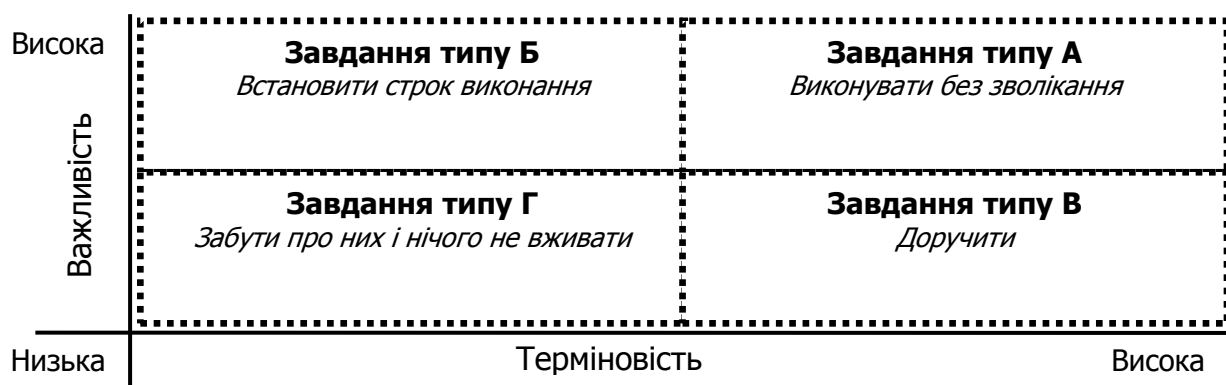 Висока
Завдання типу Б
Встановити строк виконання
Завдання типу А
Виконувати без зволікання
Важливість
Завдання типу Г
Забути про них і нічого не вживати
Завдання типу В
Доручити
Низька
Терміновість
Висока